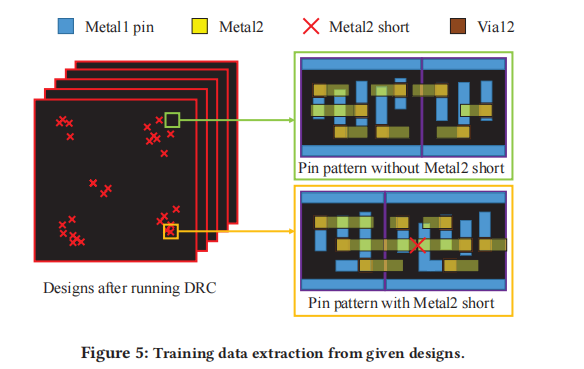 Metal1 pin Metal2 Metal2 short Via12
Pin pattern without Metal2 short
Designs after running DRC
Pin pattern with Metal2 short
Figure 5: Training data extraction from given designs.